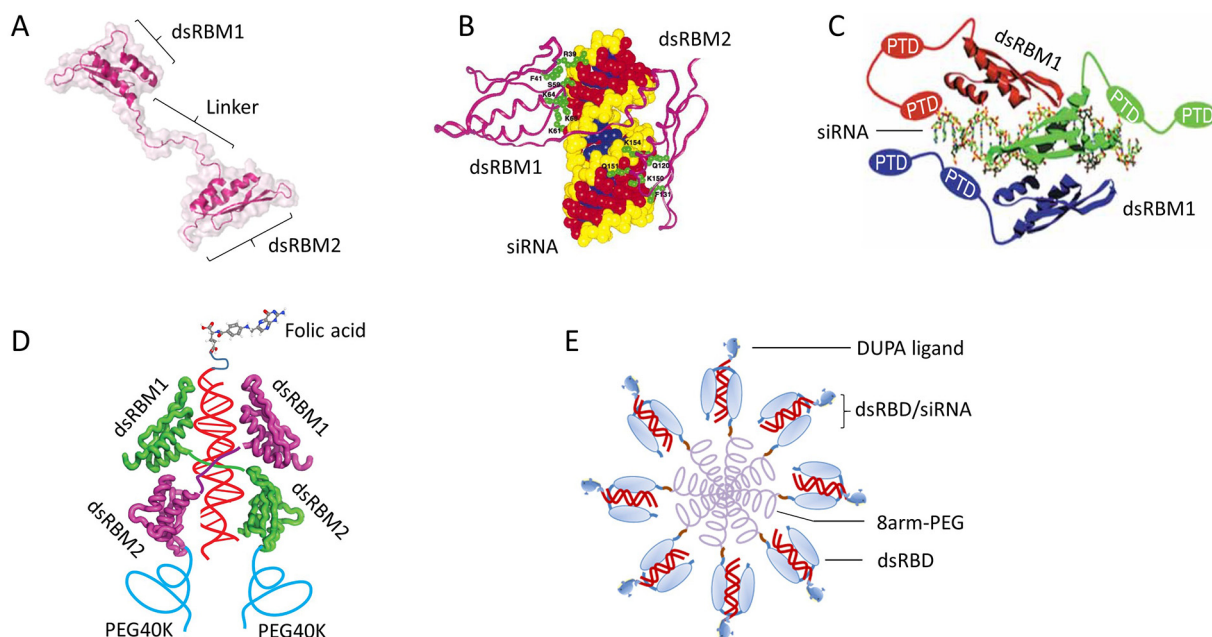 A
dsRBM1
Linker
dsRBM2
B
dsRBM2
R39
F41
S59
K64
K61
K154
Q151
Q120
K150
F131
dsRBM1
siRNA
C
PTD
dsRBM1
PTD
PTD
PTD
siRNA
PTD
PTD
dsRBM1
D
Folic acid
dsRBM1
dsRBM1
dsRBM2
dsRBM2
PEG40K
PEG40K
E
DUPA ligand
dsRBD/siRNA
8arm-PEG
dsRBD